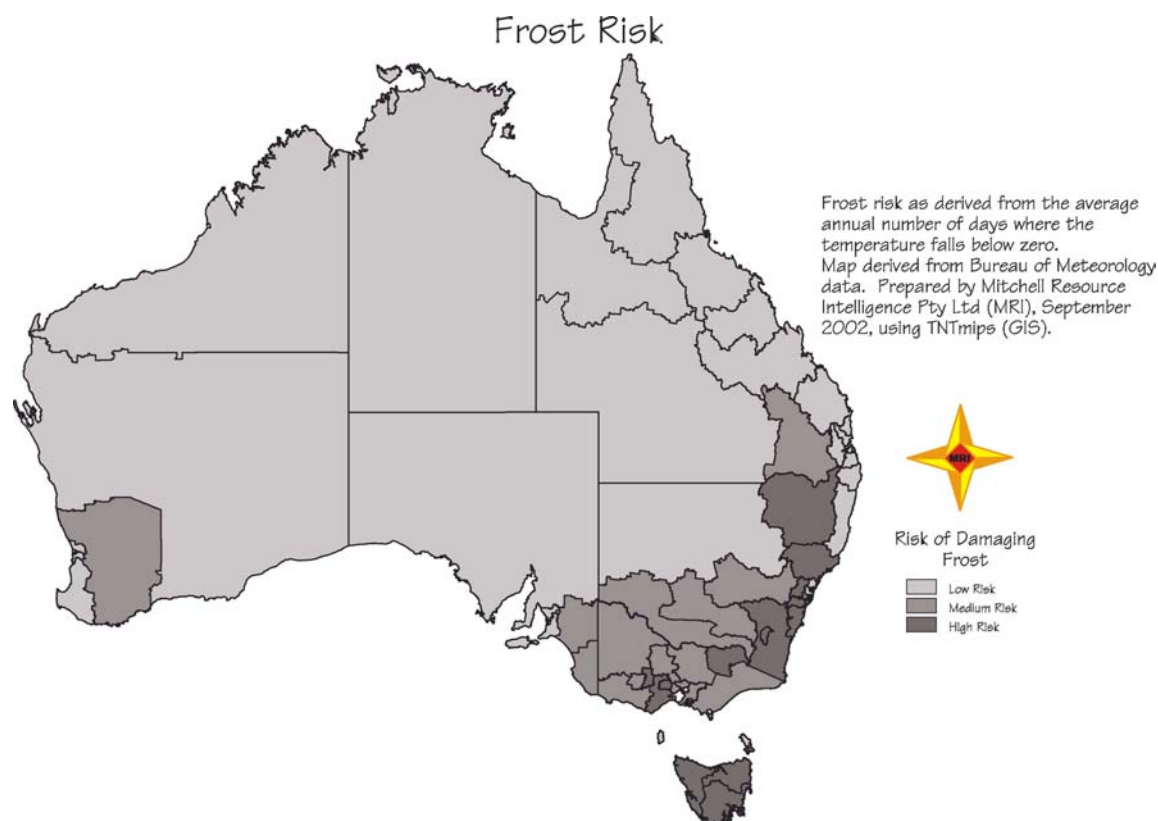 Frost Risk
Frost risk as derived from the average
annual number of days where the
temperature falls below zero.
Map derived from Bureau of Meteorology
data. Prepared by Mitchell Resource
Intelligence Pty Ltd (MRI), September
2002, using TNTmips (GIS).
MRI
Risk of Damaging
Frost
Low Risk
Medium Risk
High Risk